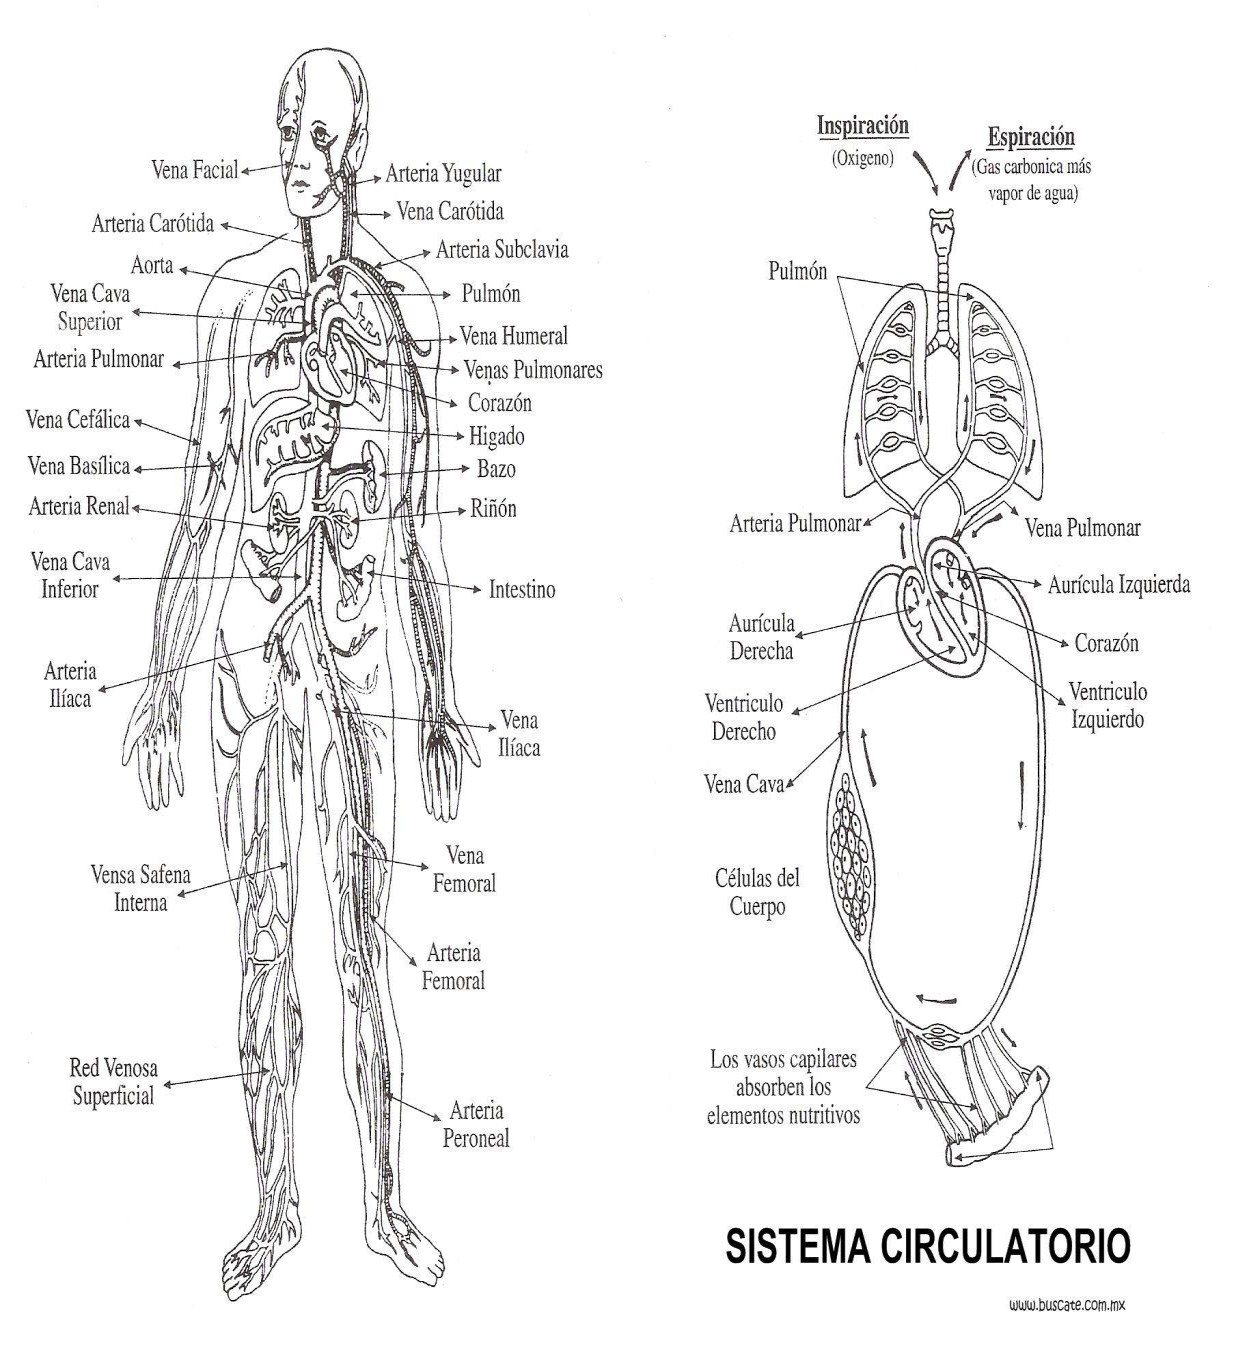 Vena Facial
Arteria Carótida
Aorta
Vena Cava
Superior
Arteria Pulmonar
Vena Cefálica
Vena Basílica
Arteria Renal
Vena Cava
Inferior
Arteria
Ilíaca
Vensa Safena
Interna
Red Venosa
Superficial
Arteria Yugular
Vena Carótida
Arteria Subclavia
Pulmón
Vena Humeral
Venas Pulmonares
Corazón
Higado
Bazo
Riñón
Intestino
Vena
Ilíaca
Vena
Femoral
Arteria
Femoral
Arteria
Peroneal
Inspiración
(Oxigeno)
Espiración
(Gas carbonica más
vapor de agua)
Pulmón
Arteria Pulmonar
Vena Pulmonar
Aurícula Izquierda
Aurícula
Derecha
Corazón
Ventriculo
Derecho
Ventriculo
Izquierdo
Vena Cava
Células del
Cuerpo
Los vasos capilares
absorben los
elementos nutritivos
SISTEMA CIRCULATORIO
www.buscate.com.mx